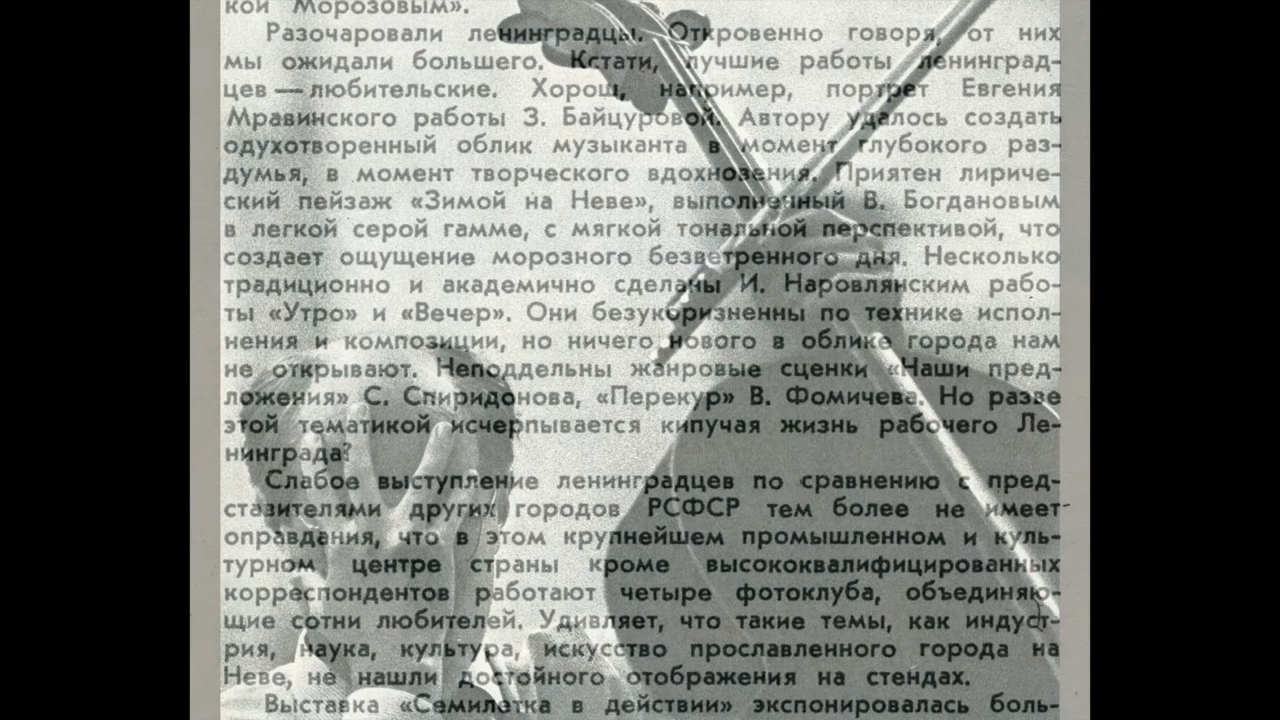 кой Морозовым».
Разочаровали ленинградцы. Откровенно говоря, от них
мы ожидали большего. Кстати, лучшие работы ленинград-
цев — любительские. Хорош, например, портрет Евгения
Мравинского работы З. Байцуровой. Автору удалось создать
одухотворенный облик музыканта в момент глубокого раз-
думья, в момент творческого вдохновения. Приятен лириче-
ский пейзаж «Зимой на Неве», выполненный В. Богдановым
в легкой серой гамме, с мягкой тональной перспективой, что
создает ощущение морозного безветренного дня. Несколько
традиционно и академично сделаны И. Наровлянским рабо-
ты «Утро» и «Вечер». Они безукоризненны по технике испол-
нения и композиции, но ничего нового в облике города нам
не открывают. Неподдельны жанровые сценки «Наши пред-
ложения» С. Спиридонова, «Перекур» В. Фомичева. Но разве
этой тематикой исчерпывается кипучая жизнь рабочего Ле-
нинграда?
Слабое выступление ленинградцев по сравнению с пред-
ставителями других городов РСФСР тем более не имеет
оправдания, что в этом крупнейшем промышленном и куль-
турном центре страны кроме высококвалифицированных
корреспондентов работают четыре фотоклуба, объединяю-
щие сотни любителей. Удивляет, что такие темы, как индуст-
рия, наука, культура, искусство прославленного города на
Неве, не нашли достойного отображения на стендах.
Выставка «Семилетка в действии» экспонировалась боль-